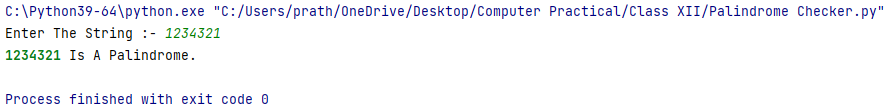 C:\Python39-64\python.exe "C:/Users/prath/OneDrive/Desktop/Computer Practical/Class XII/Palindrome Checker.py"
Enter The String :- 1234321
1234321 Is A Palindrome.
Process finished with exit code 0